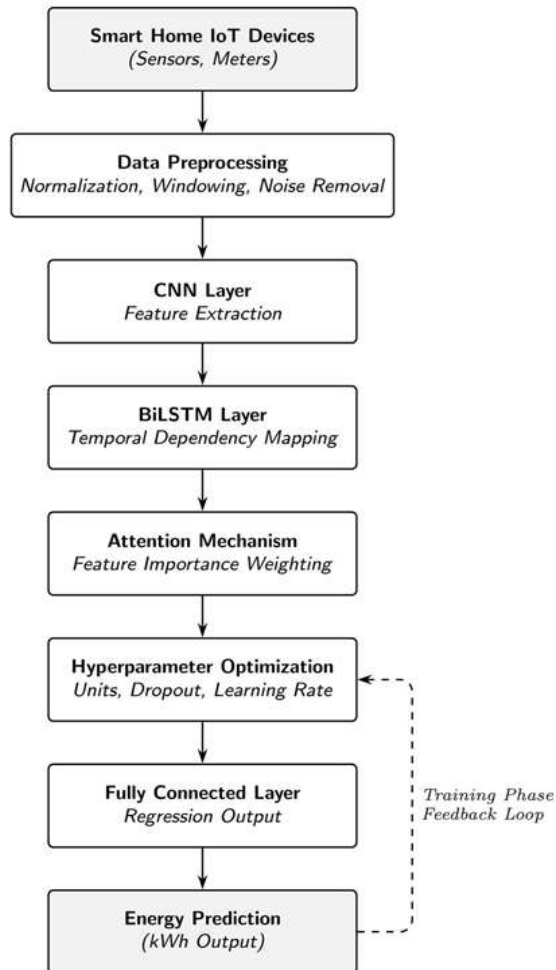 Smart Home IoT Devices
(Sensors, Meters)
Data Preprocessing
Normalization, Windowing, Noise Removal
CNN Layer
Feature Extraction
BiLSTM Layer
Temporal Dependency Mapping
Attention Mechanism
Feature Importance Weighting
Hyperparameter Optimization
Units, Dropout, Learning Rate
Fully Connected Layer
Regression Output
Training Phase
Feedback Loop
Energy Prediction
(kWh Output)